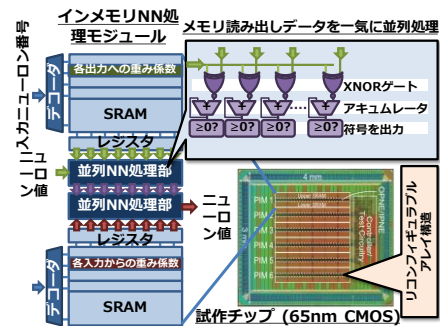 インメモリNN処
理モジュール
メモリ読み出しデータを一気に並列処理
入力ニューロン番号
デコーダ
各出力への重み係数
SRAM
XNORゲート
+
+
+
+
アキュムレータ
≥0?
≥0?
≥0?
≥0?
符号を出力
レジスタ
ニューロン値
並列NN処理部
並列NN処理部
ニューロン値
レジスタ
デコーダ
各入力からの重み係数
SRAM
4 mm
3 mm
PIM 1
PIM 2
PIM 3
PIM 4
PIM 5
PIM 6
Controller/
Test Circuitry
リコンフィギュラブル
アレイ構造
試作チップ (65nm CMOS)